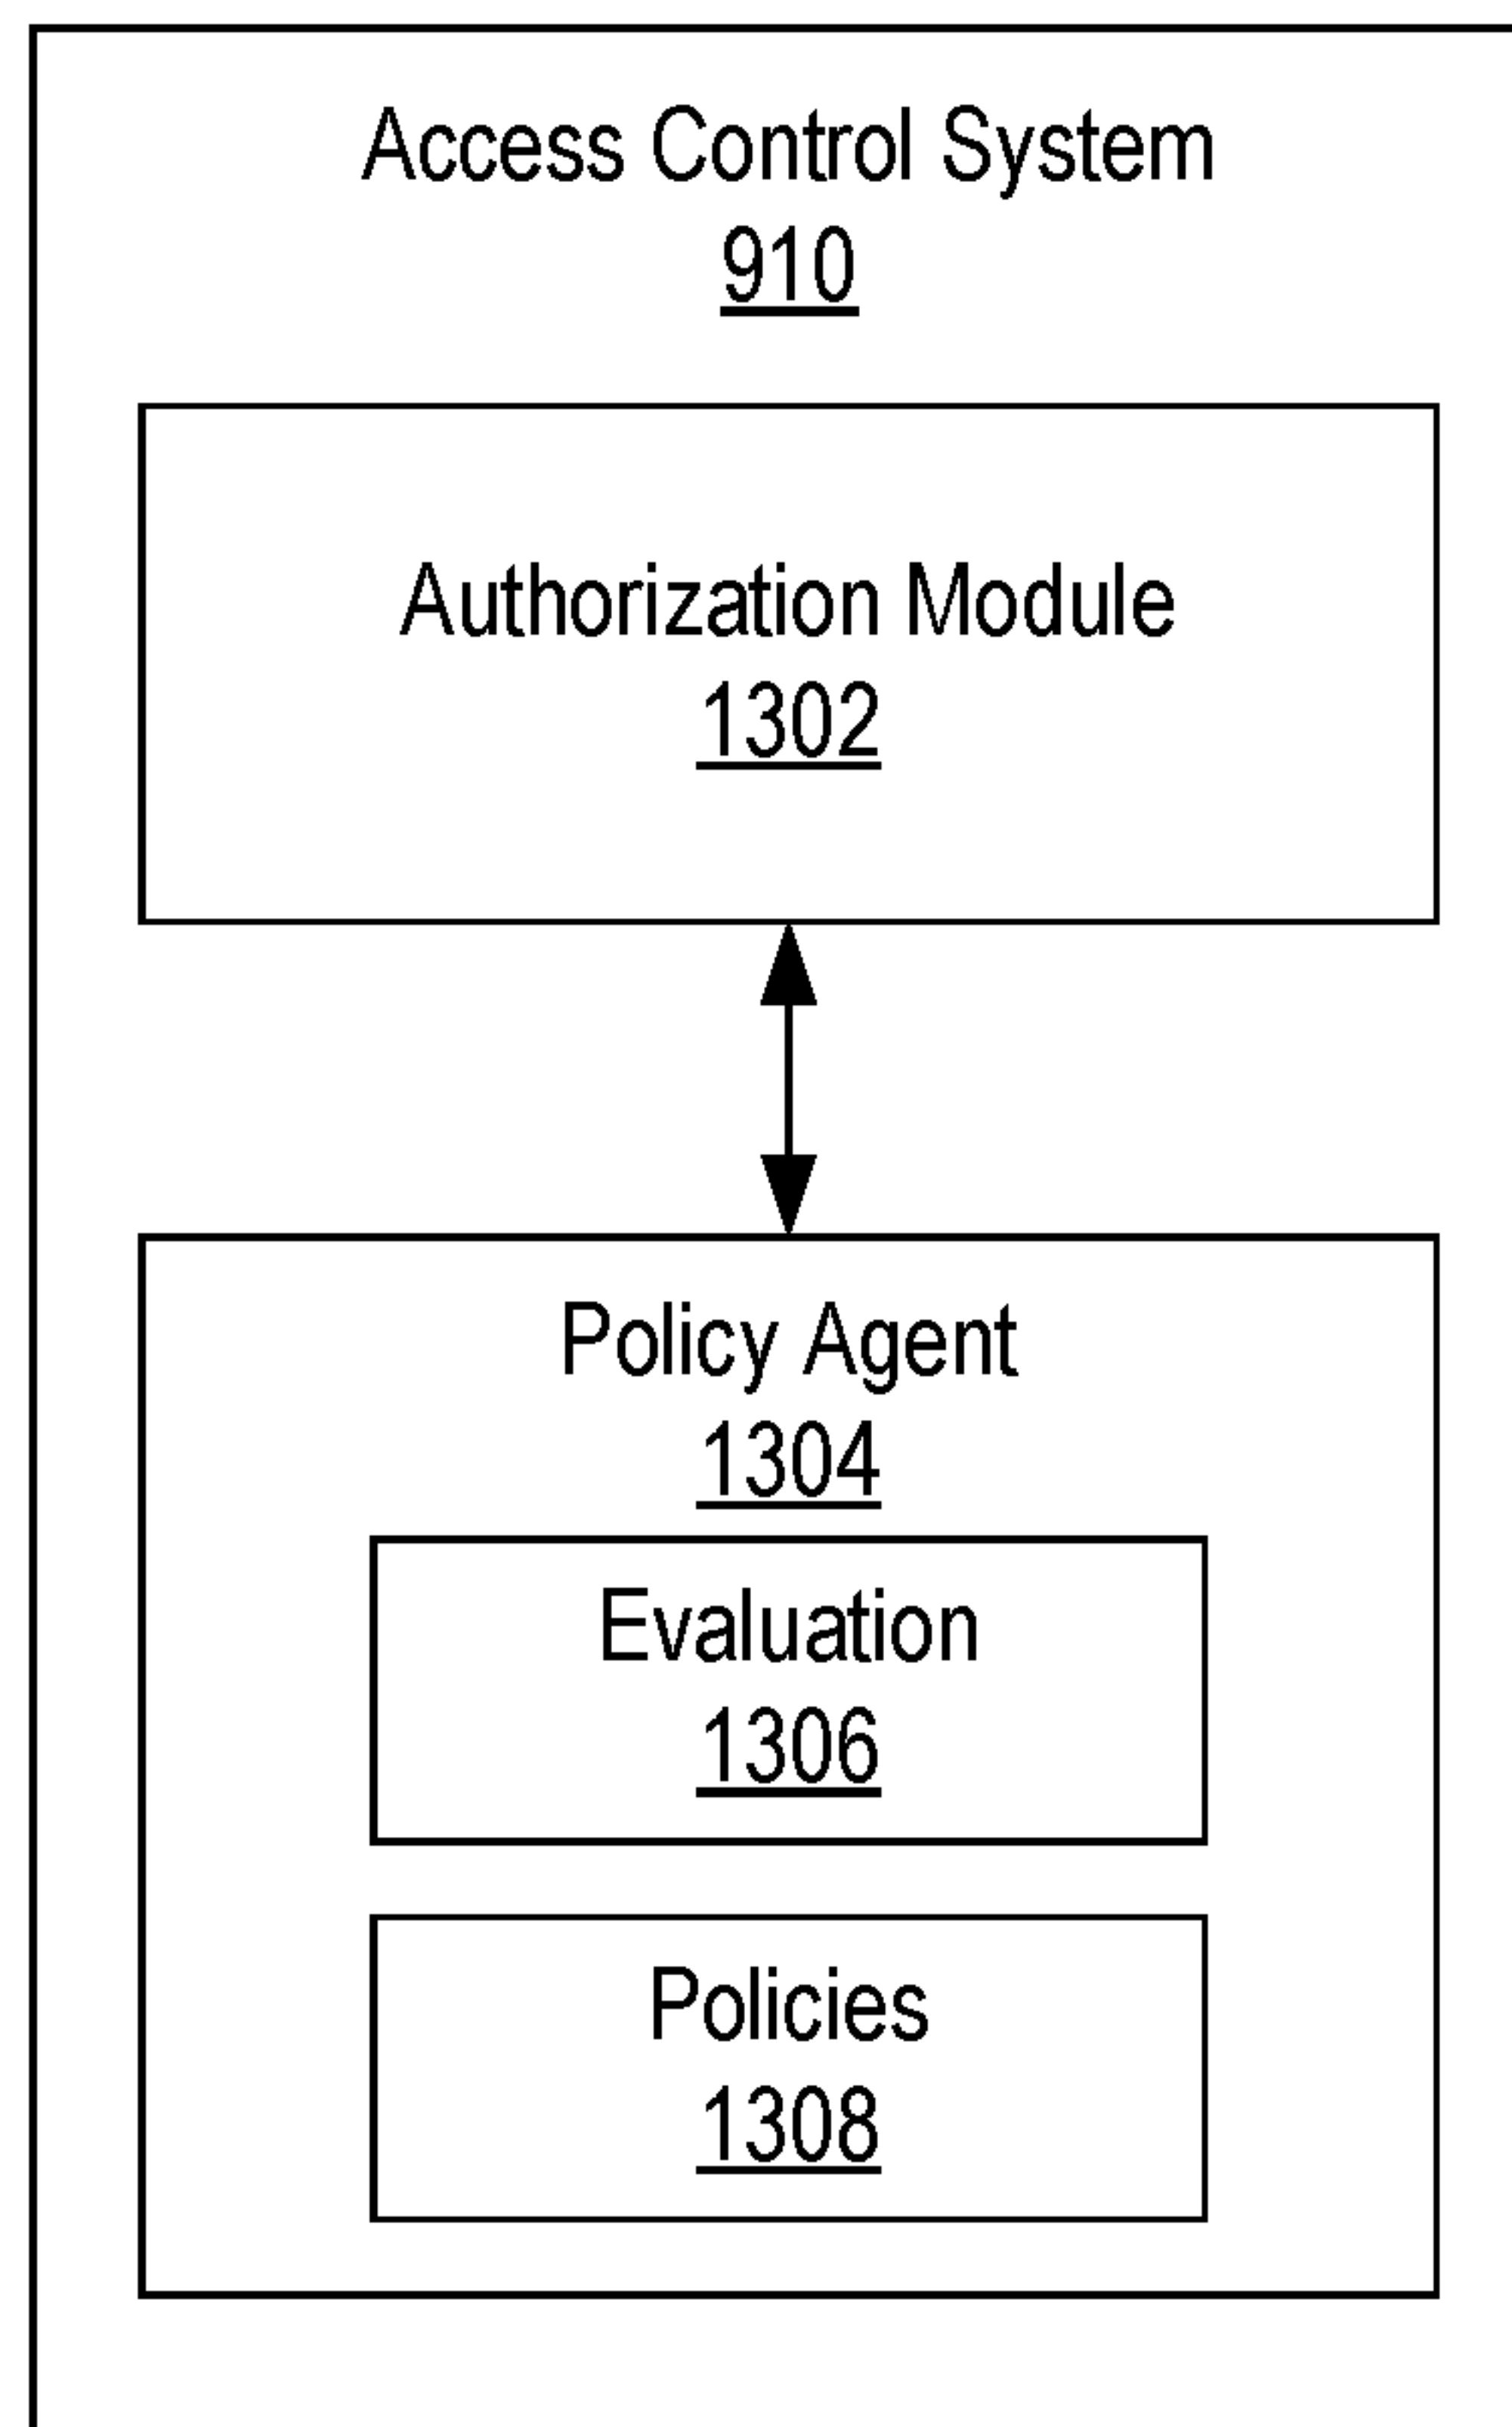 Access Control System
910
Authorization Module
1302
Policy Agent
1304
Evaluation
1306
Policies
1308